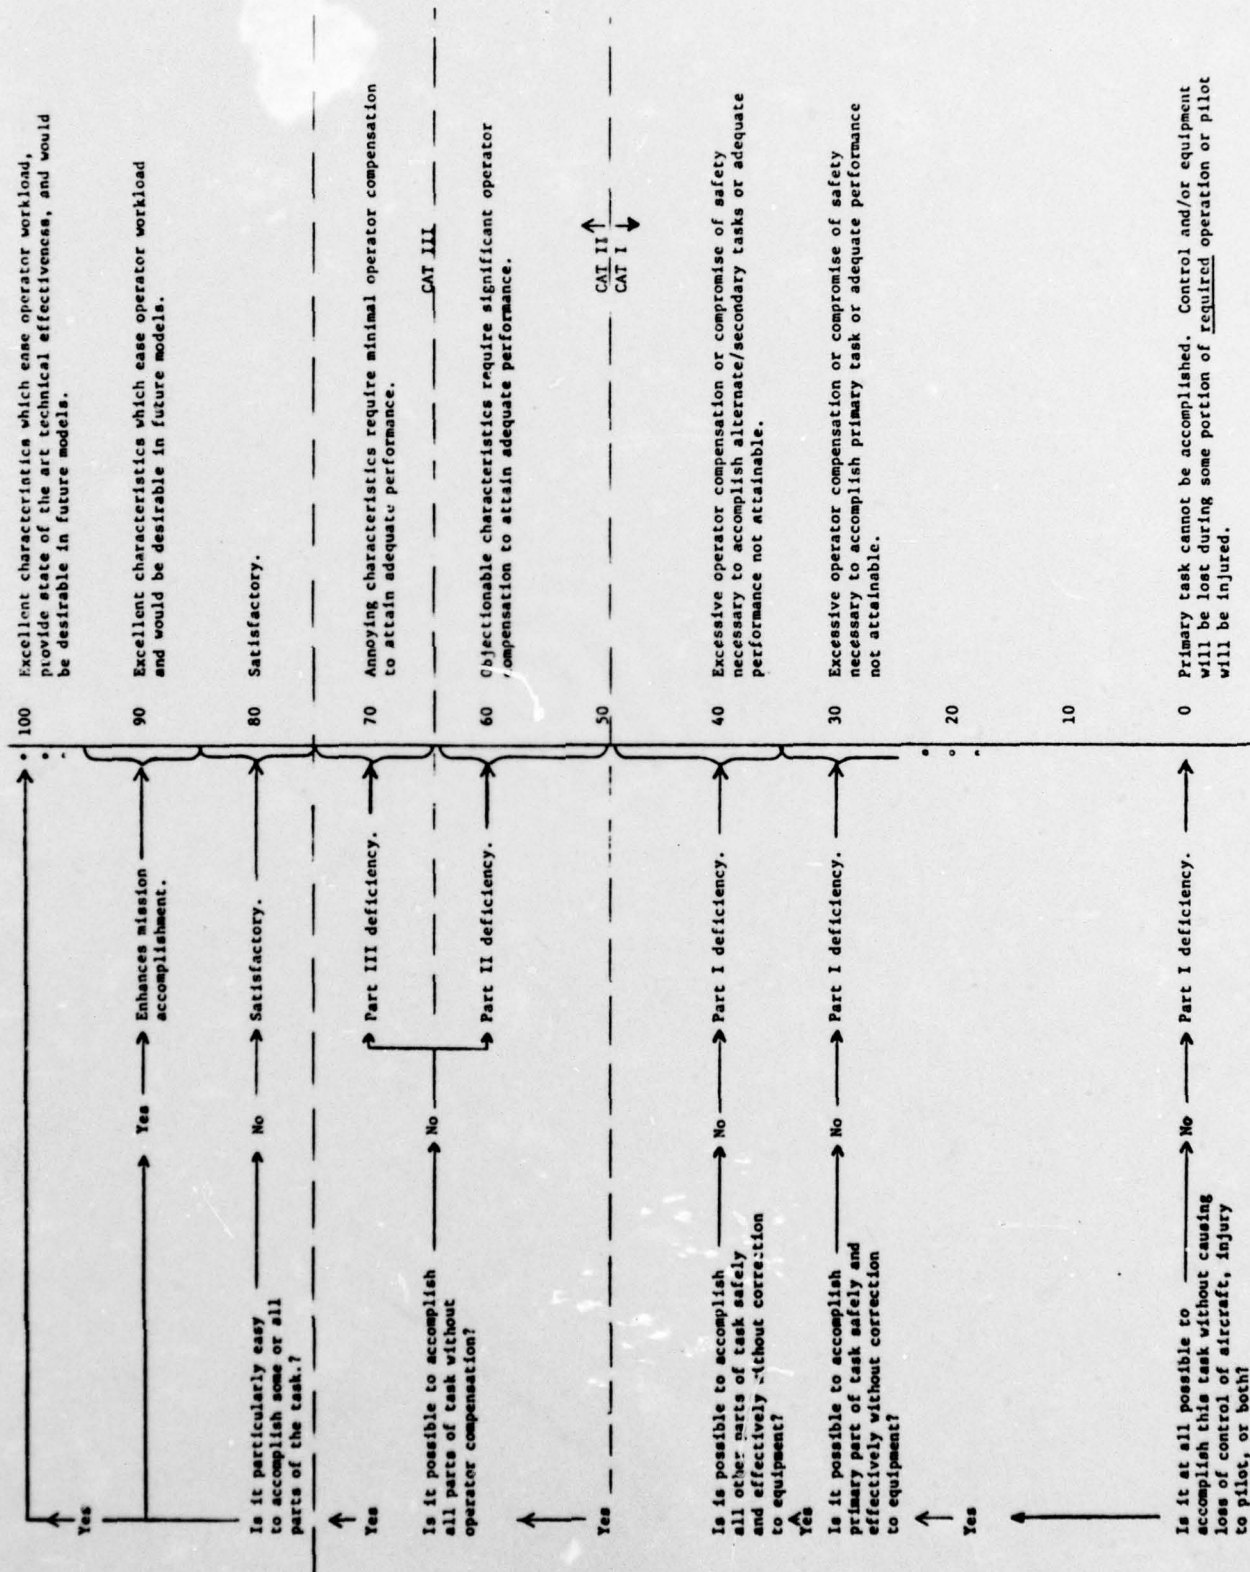 Yes
Yes
Enhances mission
accomplishment.
Is it particularly easy
to accomplish some or all
parts of the task.?
No
Satisfactory.
Yes
Is it possible to accomplish
all parts of task without
operator compensation?
No
Part III deficiency.
Part II deficiency.
Yes
Is is possible to accomplish
all other parts of task safely
and effectively without correction
to equipment?
No
Part I deficiency.
Yes
Is it possible to accomplish
primary part of task safely and
effectively without correction
to equipment?
No
Part I deficiency.
Yes
Is it at all possible to
accomplish this task without causing
loss of control of aircraft, injury
to pilot, or both?
No
Part I deficiency.
100
Excellent characteristics which ease operator workload,
provide state of the art technical effectiveness, and would
be desirable in future models.
90
Excellent characteristics which ease operator workload
and would be desirable in future models.
80
Satisfactory.
70
Annoying characteristics require minimal operator compensation
to attain adequate performance.
CAT III
60
Objectionable characteristics require significant operator
compensation to attain adequate performance.
50
CAT II
CAT I
40
Excessive operator compensation or compromise of safety
necessary to accomplish alternate/secondary tasks or adequate
performance not attainable.
30
Excessive operator compensation or compromise of safety
necessary to accomplish primary task or adequate performance
not attainable.
20
10
0
Primary task cannot be accomplished. Control and/or equipment
will be lost during some portion of required operation or pilot
will be injured.